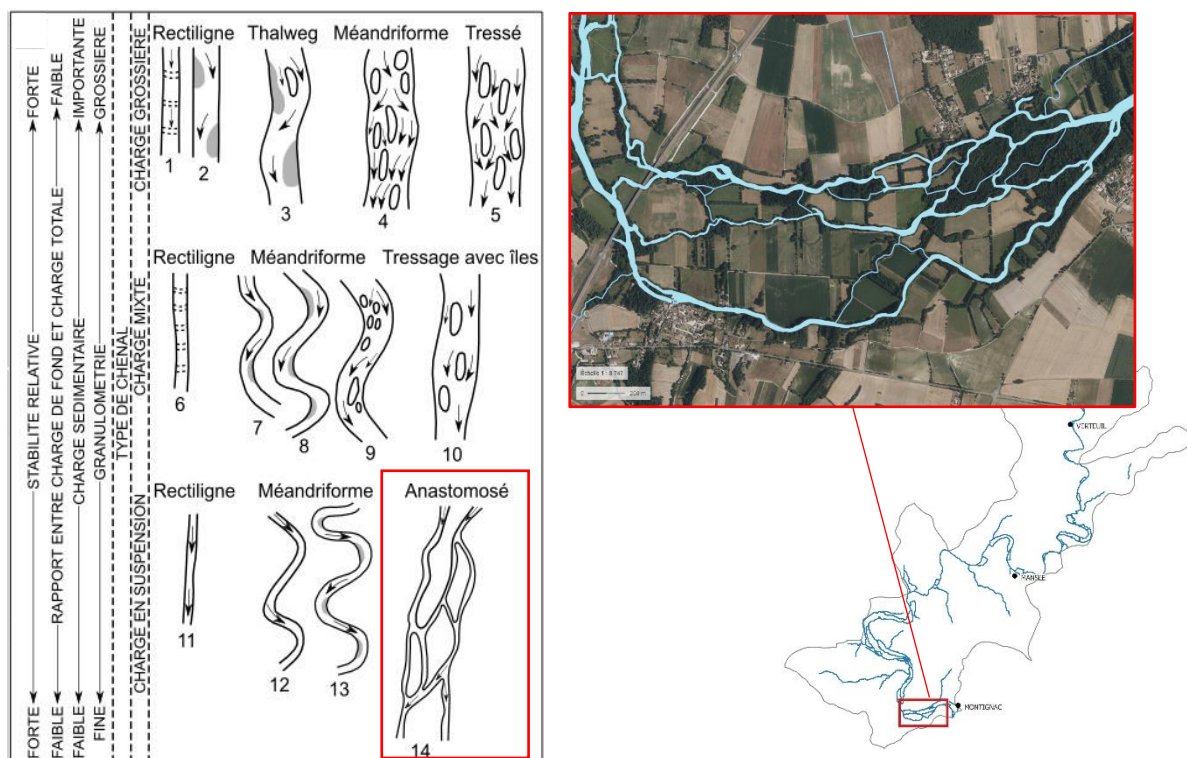 FORTE
STABILITE RELATIVE
FORTE
FAIBLE
RAPPORT ENTRE CHARGE DE FOND ET CHARGE TOTALE
FAIBLE
IMPORTANTE
CHARGE SEDIMENTAIRE
FAIBLE
GROSSIERE
GRANULOMETRIE
FINE
TYPE DE CHENAL
CHARGE GROSSIERE
CHARGE MIXTE
CHARGE EN SUSPENSION
Rectiligne Thalweg Méandriforme Tressé
1 2 3 4 5
Rectiligne Méandriforme Tressage avec îles
6 7 8 9 10
Rectiligne Méandriforme Anastomosé
11 12 13 14
0 200 m
VERTEUIL
MANSLE
MONTIGNAC